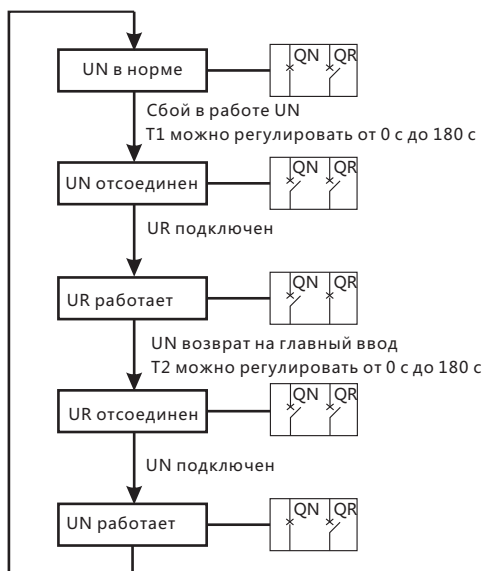 UN в норме
QN QR
Сбой в работе UN
T1 можно регулировать от 0 с до 180 с
UN отсоединен
QN QR
UR подключен
UR работает
QN QR
UN возврат на главный ввод
T2 можно регулировать от 0 с до 180 с
UR отсоединен
QN QR
UN подключен
UN работает
QN QR